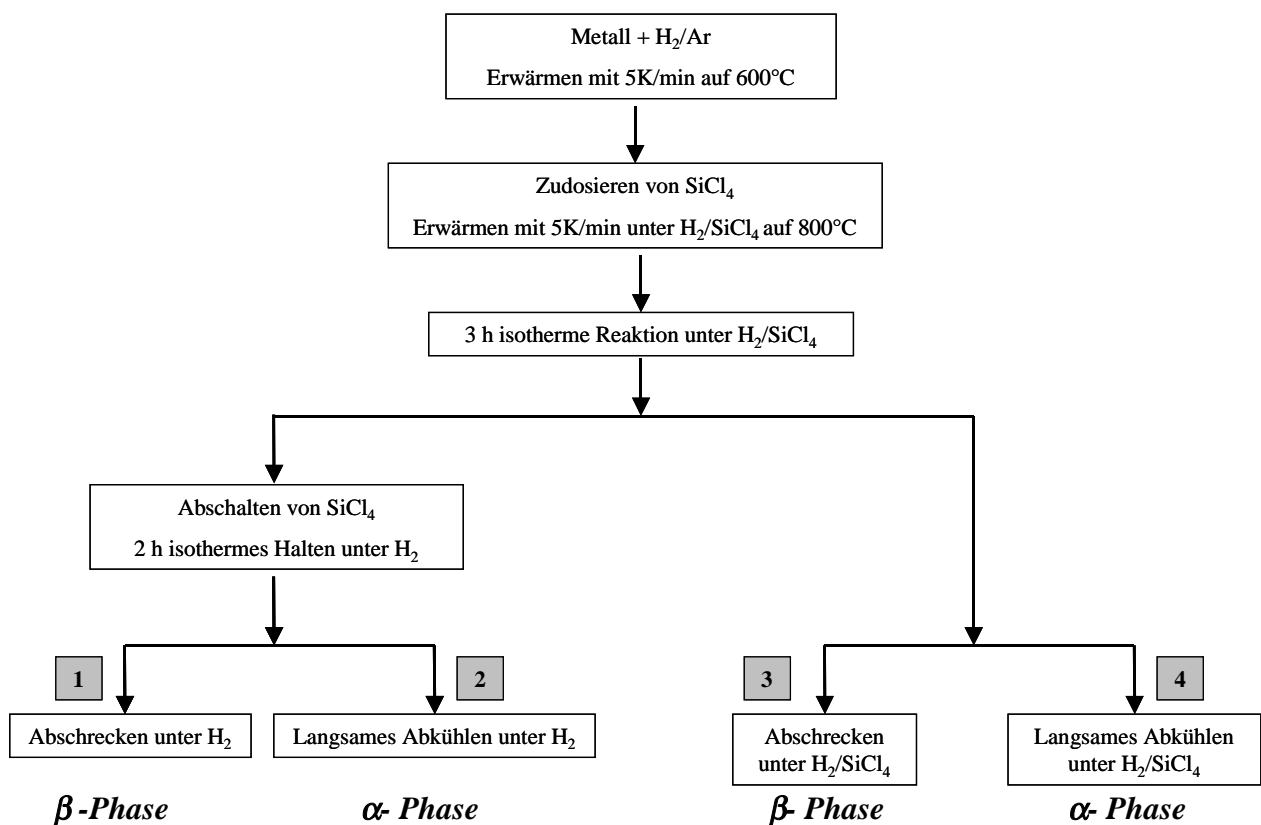 Metall + H₂/Ar
Erwärmen mit 5K/min auf 600°C
Zudosieren von SiCl₄
Erwärmen mit 5K/min unter H₂/SiCl₄ auf 800°C
3 h isotherme Reaktion unter H₂/SiCl₄
Abschalten von SiCl₄
2 h isothermes Halten unter H₂
1
2
3
4
Abschrecken unter H₂
Langsames Abkühlen unter H₂
Abschrecken
unter H₂/SiCl₄
Langsames Abkühlen
unter H₂/SiCl₄
β-Phase
α- Phase
β- Phase
α- Phase